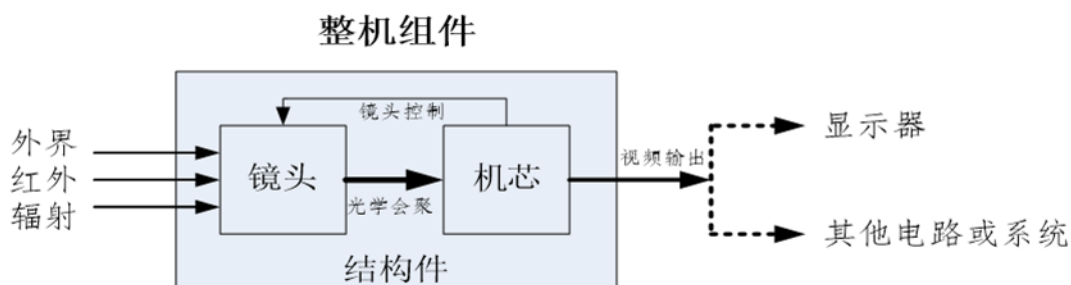 整机组件
镜头控制
外界
红外
辐射
镜头
光学会聚
机芯
视频输出
显示器
其他电路或系统
结构件